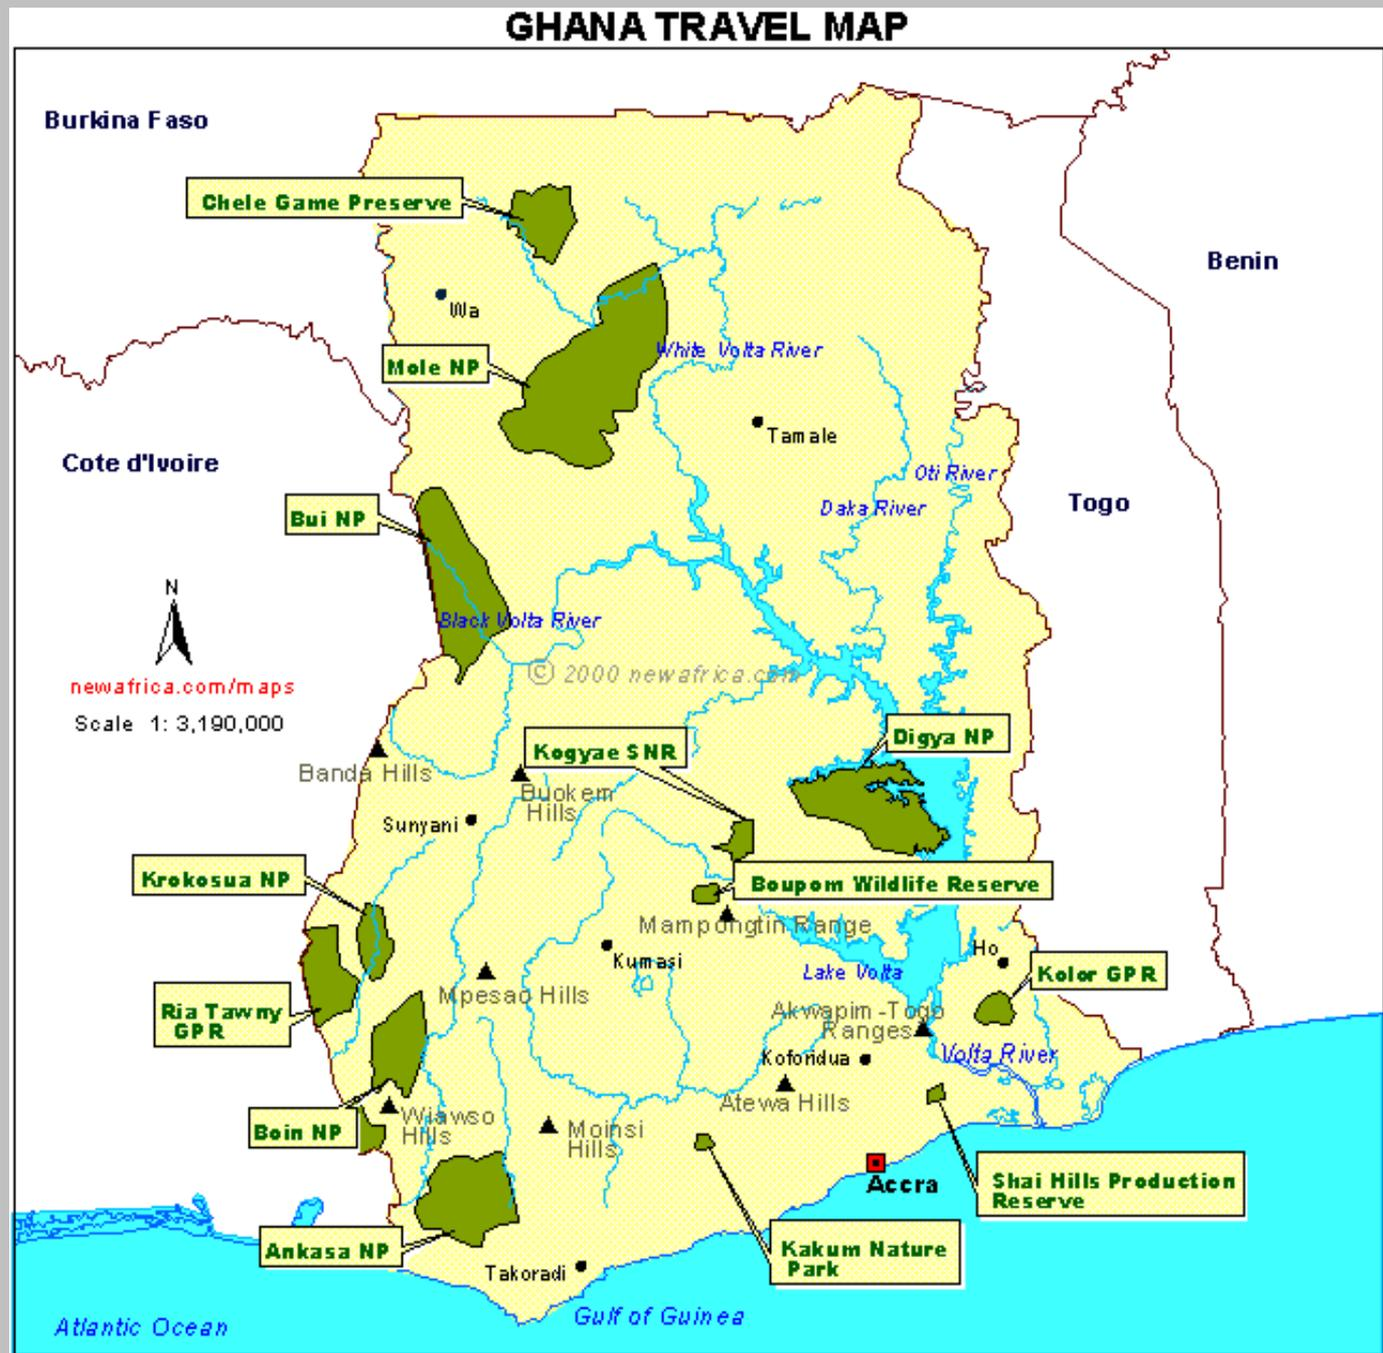 GHANA TRAVEL MAP
Burkina Faso
Chele Game Preserve
Benin
Wa
White Volta River
Mole NP
Tamale
Cote d'Ivoire
Oti River
Togo
Daka River
Bui NP
N
Black Volta River
© 2000 newafrica.com
newafrica.com/maps
Scale 1: 3,190,000
Digya NP
Kogyae SNR
Banda Hills
Buokem
Hills
Sunyani
Krokosua NP
Boupom Wildlife Reserve
Mampongtin Range
Ho
Kumasi
Lake Volta
Kolor GPR
Mpesao Hills
Ria Tawny
GPR
Akwapim -Togo
Ranges
Volta River
Koforidua
Atewa Hills
Wiawso
Hills
Boin NP
Moinsi
Hills
Accra
Shai Hills Production
Reserve
Ankasa NP
Kakum Nature
Park
Takoradi
Gulf of Guinea
Atlantic Ocean